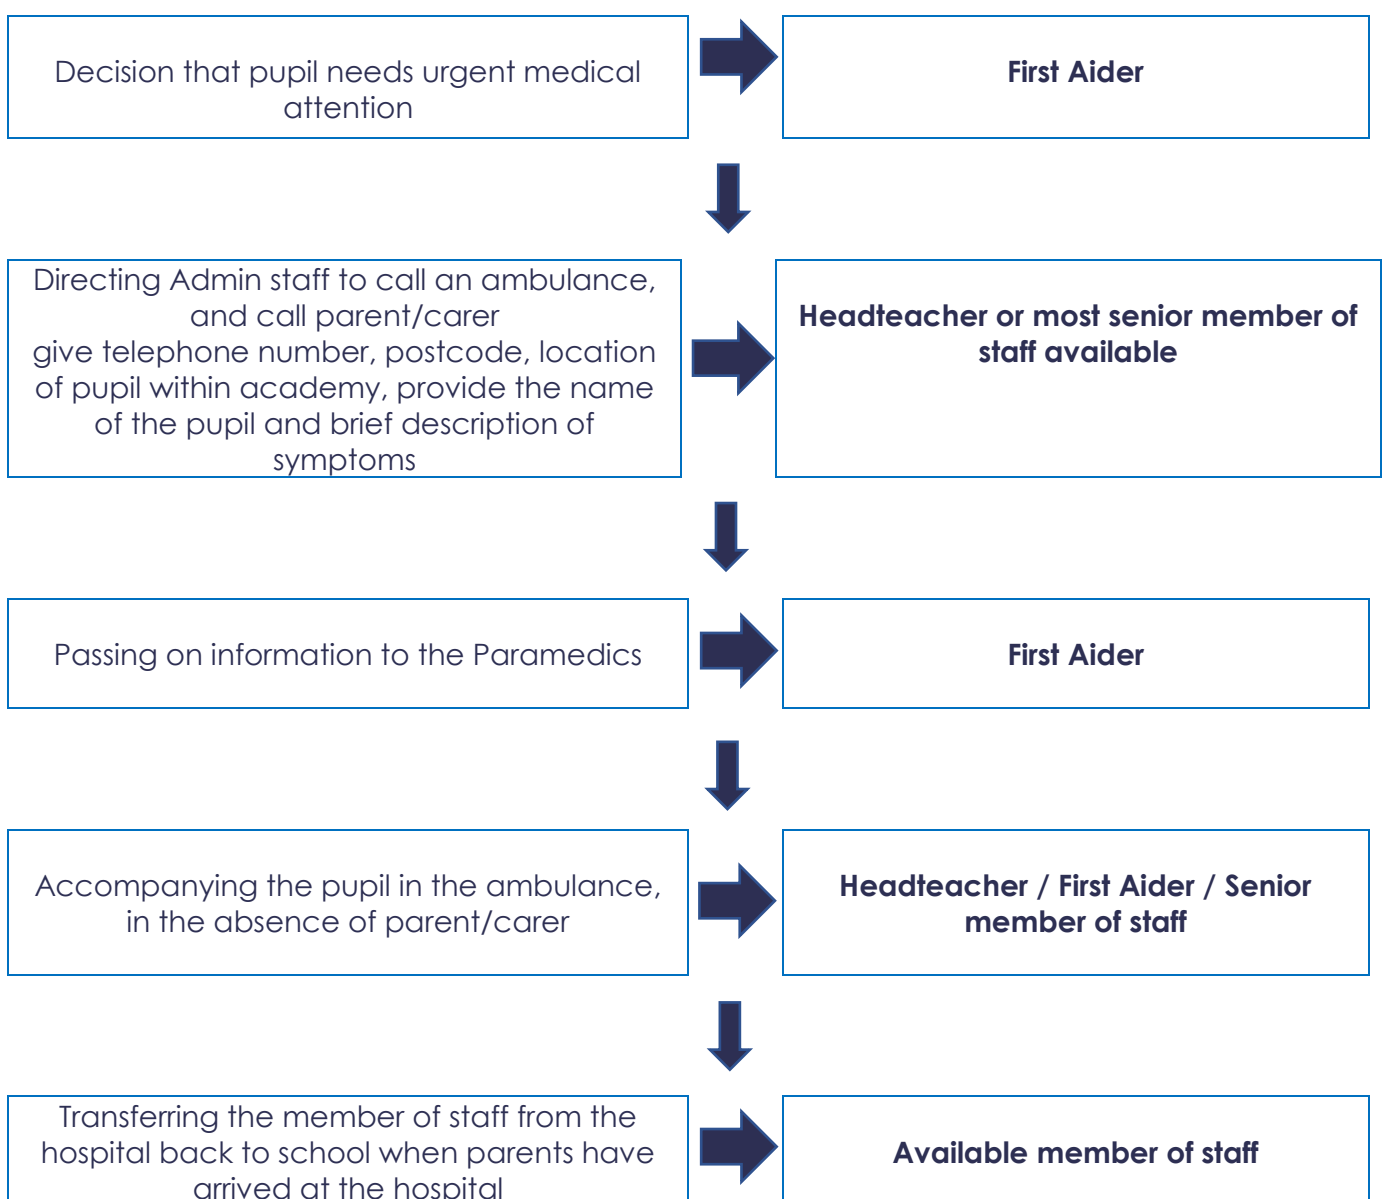 Decision that pupil needs urgent medical
attention
First Aider
Directing Admin staff to call an ambulance,
and call parent/carer
give telephone number, postcode, location
of pupil within academy, provide the name
of the pupil and brief description of
symptoms
Headteacher or most senior member of
staff available
Passing on information to the Paramedics
First Aider
Accompanying the pupil in the ambulance,
in the absence of parent/carer
Headteacher / First Aider / Senior
member of staff
Transferring the member of staff from the
hospital back to school when parents have
arrived at the hospital
Available member of staff